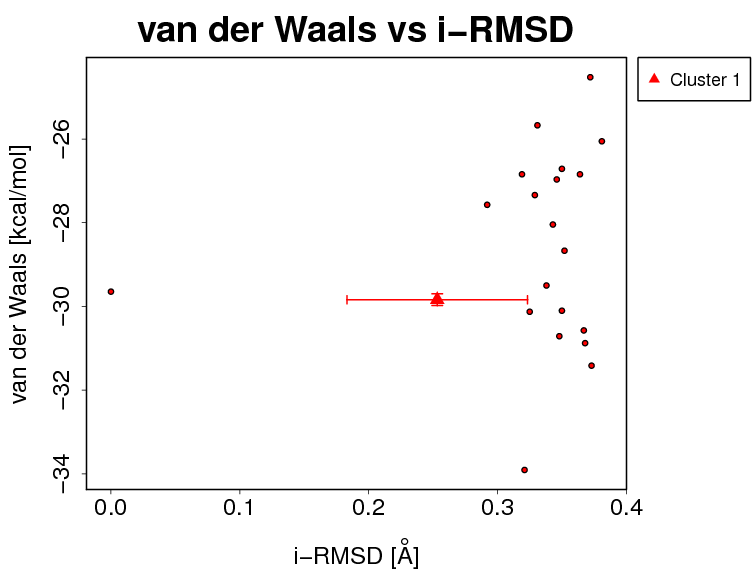 van der Waals vs i−RMSD
Cluster 1
van der Waals [kcal/mol]
−26
−28
−30
−32
−34
0.0 0.1 0.2 0.3 0.4
i−RMSD [Å]